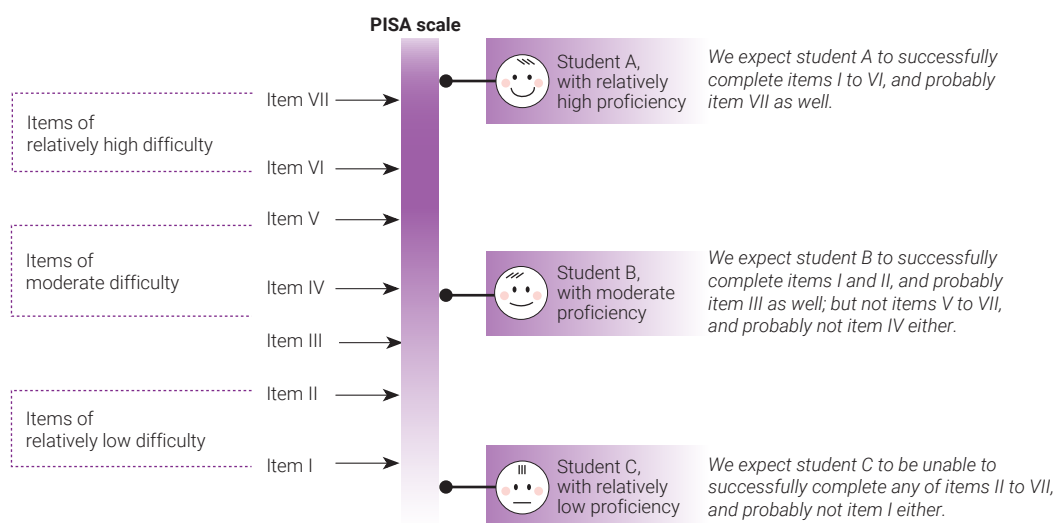 PISA scale
Items of
relatively high difficulty
Items of
moderate difficulty
Items of
relatively low difficulty
Item VII
Item VI
Item V
Item IV
Item III
Item II
Item I
Student A,
with relatively
high proficiency
We expect student A to successfully
complete items I to VI, and probably
item VII as well.
Student B,
with moderate
proficiency
We expect student B to successfully
complete items I and II, and probably
item III as well; but not items V to VII,
and probably not item IV either.
Student C,
with relatively
low proficiency
We expect student C to be unable to
successfully complete any of items II to VII,
and probably not item I either.